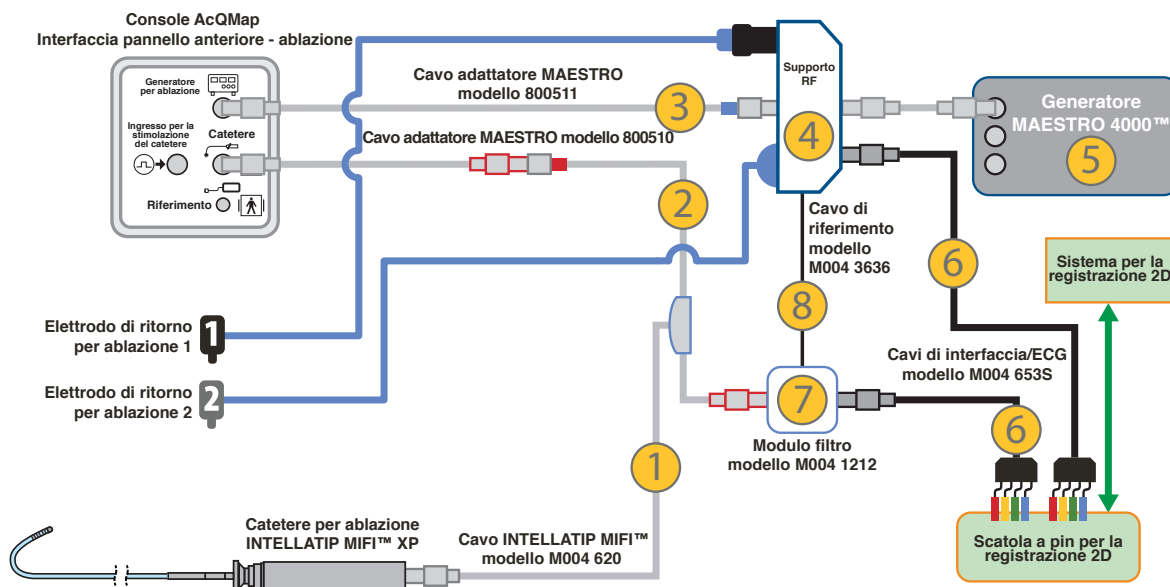 Console AcQMap
Interfaccia pannello anteriore - ablazione
Generatore
per ablazione
Ingresso per la
stimolazione
del catetere
Catetere
Riferimento
Cavo adattatore MAESTRO
modello 800511
3
Cavo adattatore MAESTRO modello 800510
2
Supporto
RF
4
Generatore
MAESTRO 4000™
5
Cavo di
riferimento
modello
M004 3636
6
8
Sistema per la
registrazione 2D
Elettrodo di ritorno
per ablazione 1
1
Elettrodo di ritorno
per ablazione 2
2
Cavi di interfaccia/ECG
modello M004 653S
7
Modulo filtro
modello M004 1212
6
1
Catetere per ablazione
INTELLATIP MIFI™ XP
Cavo INTELLATIP MIFI™
modello M004 620
Scatola a pin per la
registrazione 2D